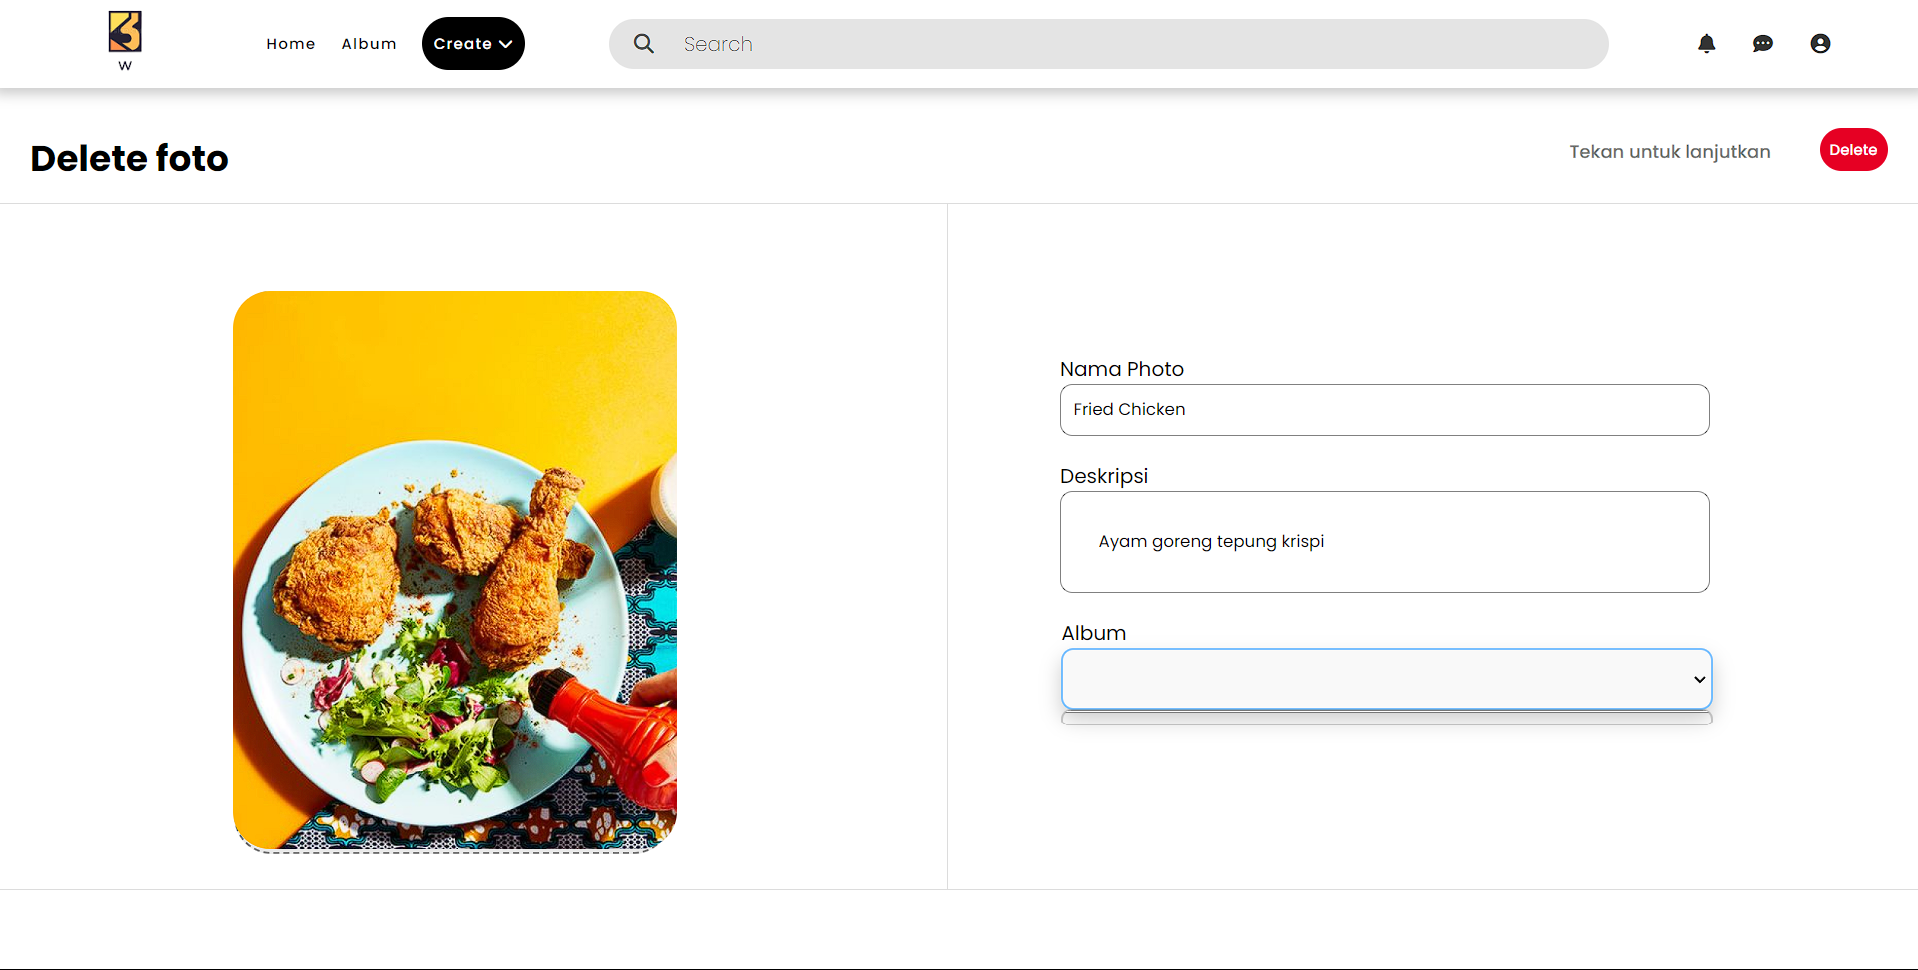 W
Home
Album
Create
Search
Delete foto
Tekan untuk lanjutkan
Delete
Nama Photo
Fried Chicken
Deskripsi
Ayam goreng tepung krispi
Album